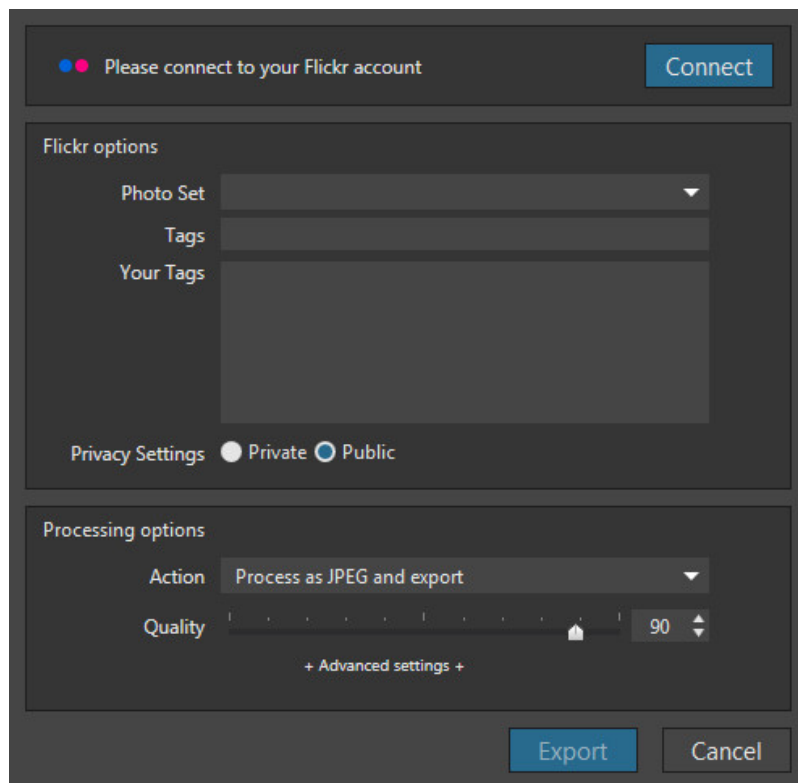 Please connect to your Flickr account
Connect
Flickr options
Photo Set
Tags
Your Tags
Privacy Settings Private Public
Processing options
Action Process as JPEG and export
Quality 90
+ Advanced settings +
Export Cancel